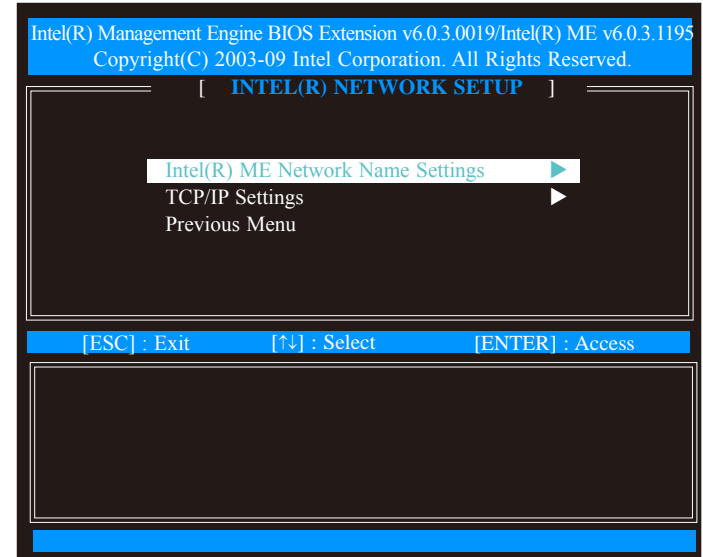 Intel(R) Management Engine BIOS Extension v6.0.3.0019/Intel(R) ME v6.0.3.1195
Copyright(C) 2003-09 Intel Corporation. All Rights Reserved.
[ INTEL(R) NETWORK SETUP ]
Intel(R) ME Network Name Settings ▶
TCP/IP Settings ▶
Previous Menu
[ESC] : Exit [↑↓] : Select [ENTER] : Access